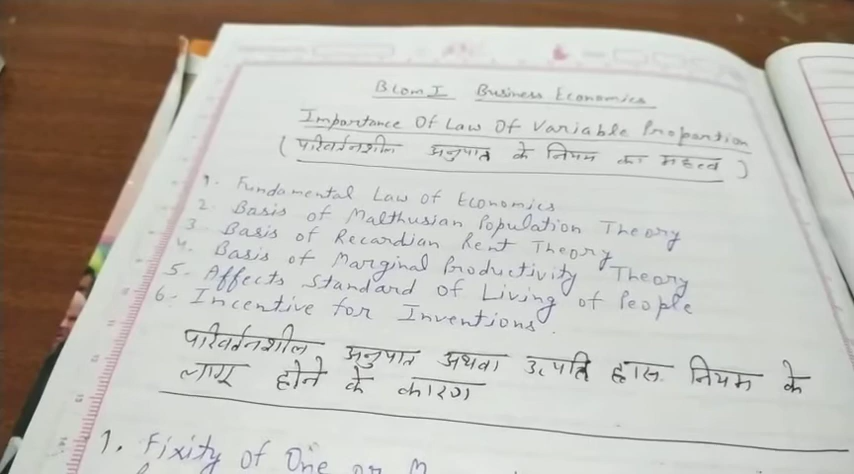 B Com I Business Economics
Importance Of Law Of Variable Proportion
(परिवर्तनशील अनुपात के नियम का महत्व)
1. Fundamental Law of Economics
2. Basis of Malthusian Population Theory
3. Basis of Recardian Rent Theory
4. Basis of Marginal Productivity Theory
5. Affects Standard of Living of People
6. Incentive for Inventions.
परिवर्तनशील अनुपात अथवा उत्पत्ति ह्रास नियम के
लागू होने के कारण
1. Fixity of One or